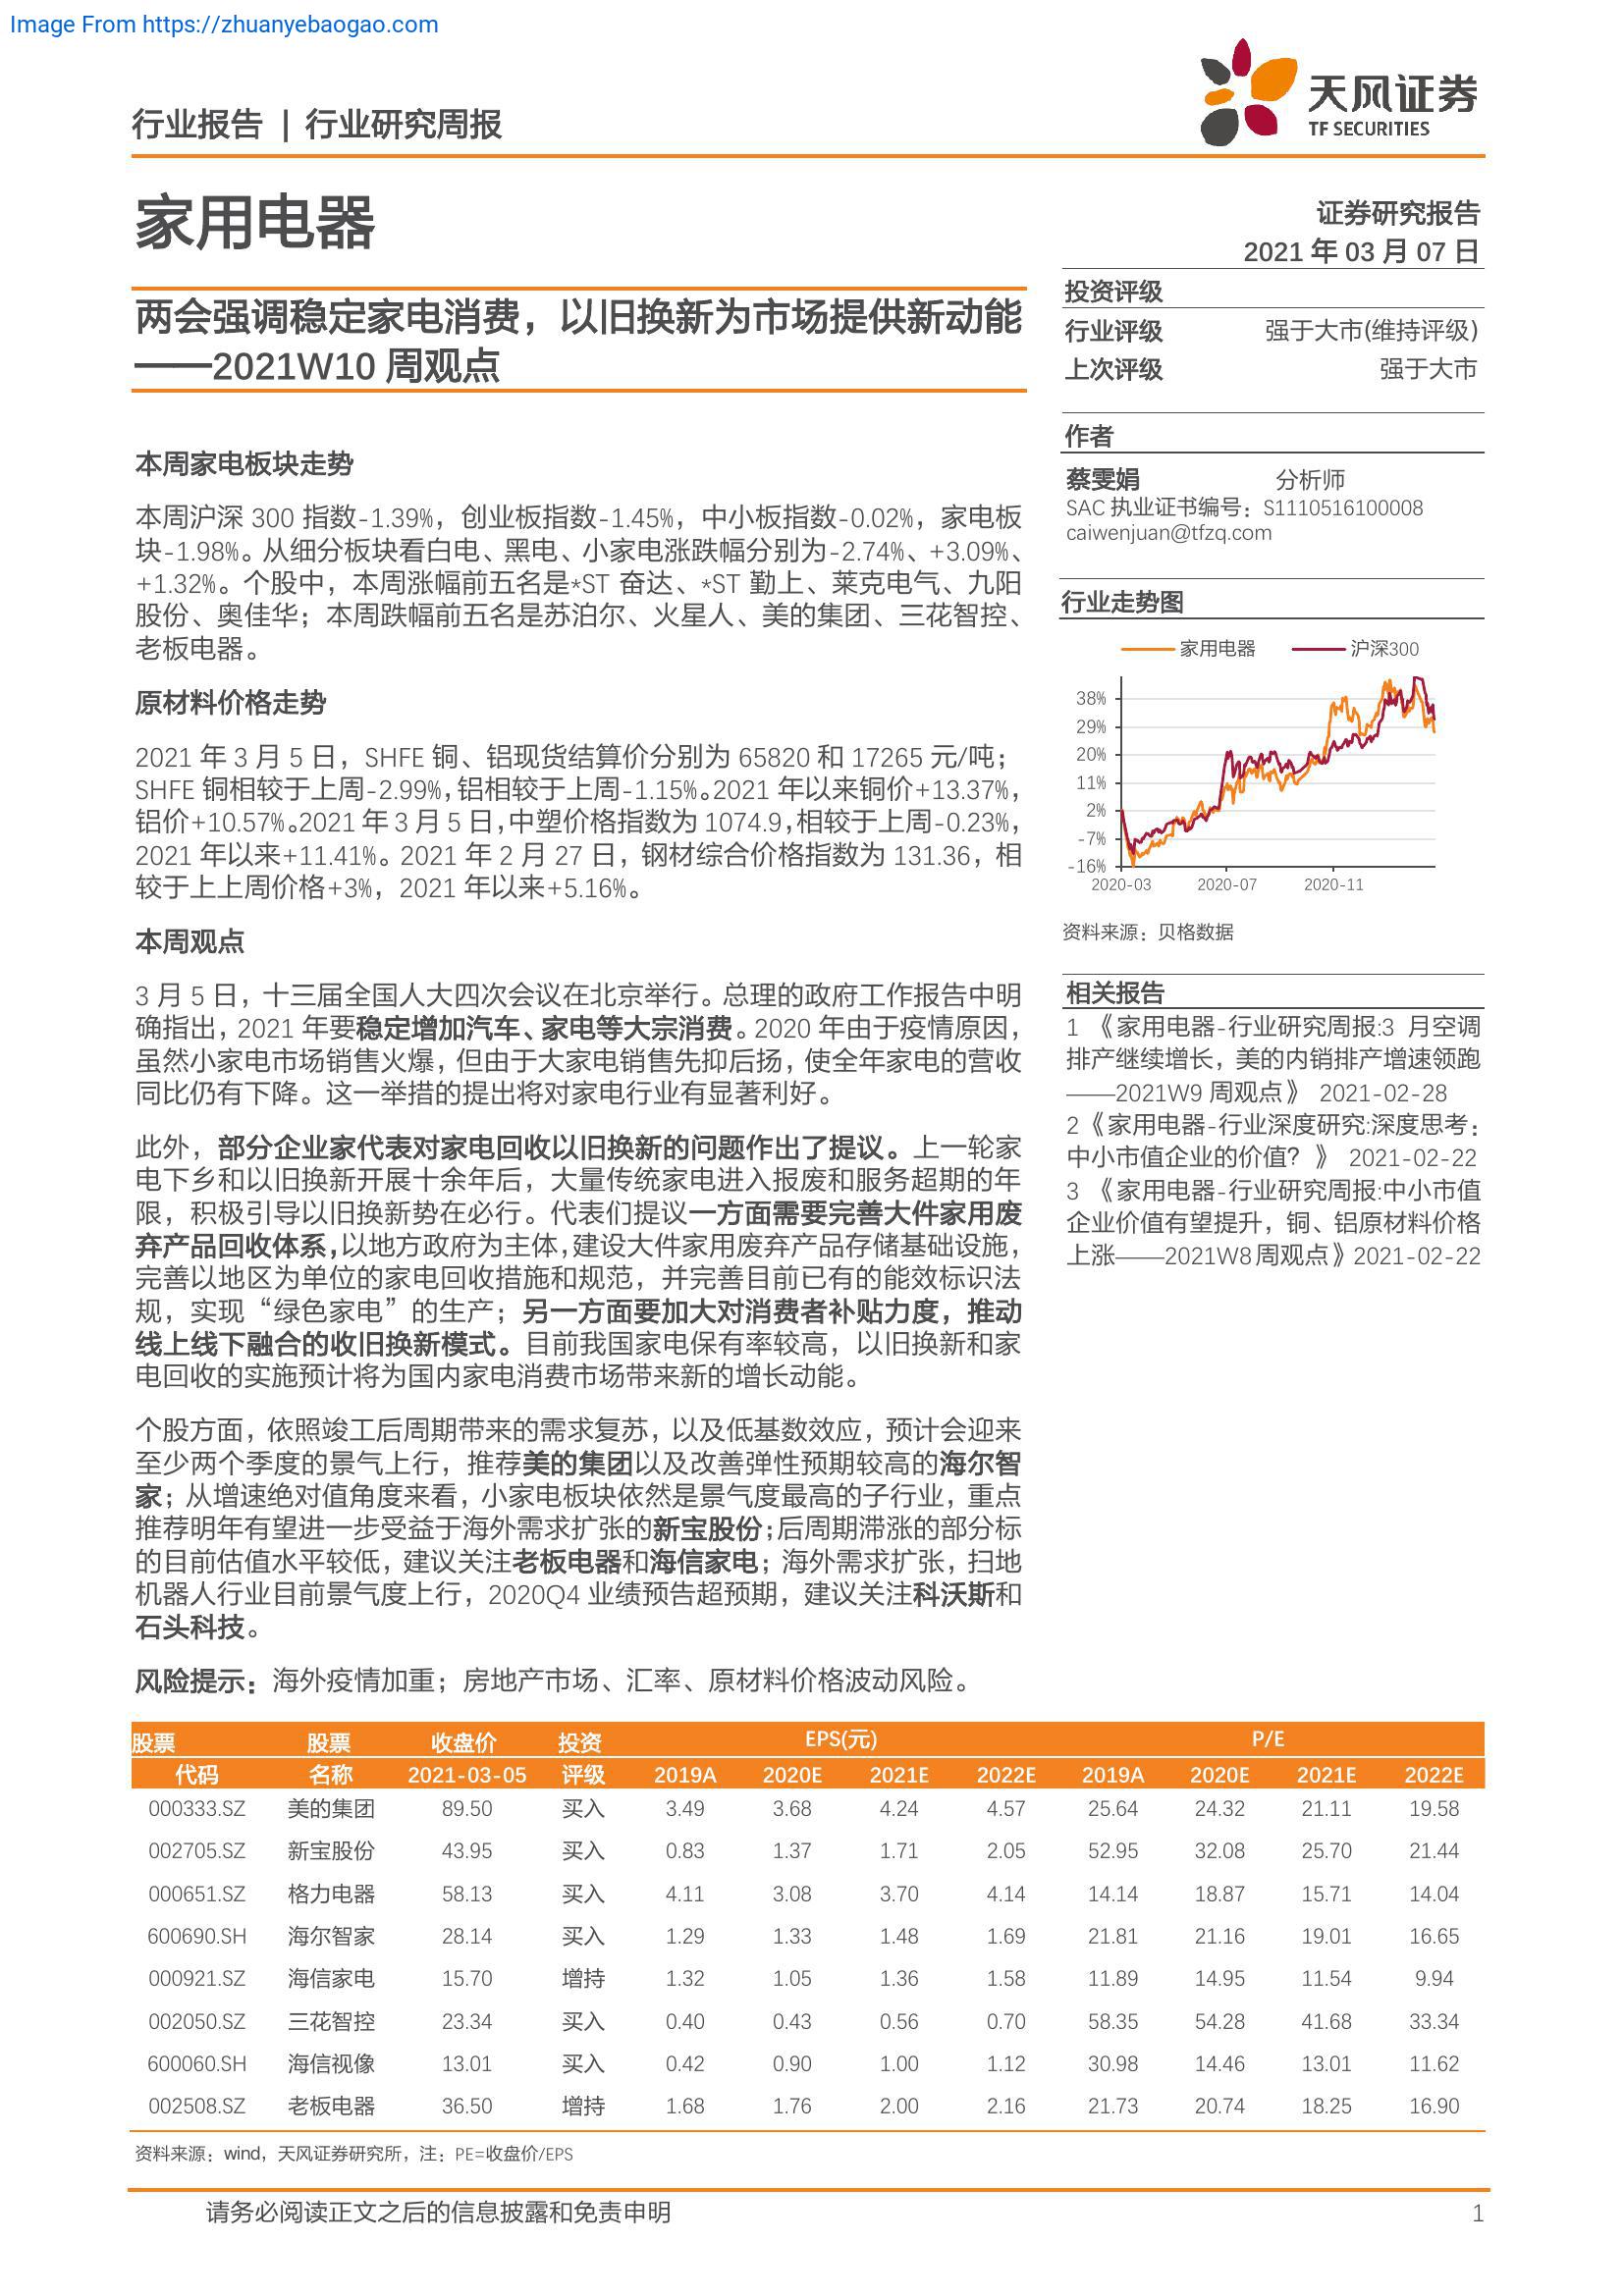 Image From https://zhuanyebaogao.com
行业报告 | 行业研究周报
天风证券
TF SECURITIES
家用电器
证券研究报告
2021 年 03 月 07 日
两会强调稳定家电消费，以旧换新为市场提供新动能
——2021W10 周观点
投资评级
行业评级 强于大市(维持评级)
上次评级 强于大市
作者
蔡雯娟 分析师
SAC 执业证书编号：S1110516100008
caiwenjuan@tfzq.com
行业走势图
家用电器 沪深300
38%
29%
20%
11%
2%
-7%
-16%
2020-03 2020-07 2020-11
资料来源：贝格数据
相关报告
1 《家用电器-行业研究周报:3 月空调
排产继续增长，美的内销排产增速领跑
——2021W9 周观点》 2021-02-28
2《家用电器-行业深度研究:深度思考：
中小市值企业的价值？》 2021-02-22
3 《家用电器-行业研究周报:中小市值
企业价值有望提升，铜、铝原材料价格
上涨——2021W8周观点》2021-02-22
本周家电板块走势
本周沪深 300 指数-1.39%，创业板指数-1.45%，中小板指数-0.02%，家电板
块-1.98%。从细分板块看白电、黑电、小家电涨跌幅分别为-2.74%、+3.09%、
+1.32%。个股中，本周涨幅前五名是*ST 奋达、*ST 勤上、莱克电气、九阳
股份、奥佳华；本周跌幅前五名是苏泊尔、火星人、美的集团、三花智控、
老板电器。
原材料价格走势
2021 年 3 月 5 日，SHFE 铜、铝现货结算价分别为 65820 和 17265 元/吨；
SHFE 铜相较于上周-2.99%，铝相较于上周-1.15%。2021 年以来铜价+13.37%，
铝价+10.57%。2021 年 3 月 5 日，中塑价格指数为 1074.9，相较于上周-0.23%，
2021 年以来+11.41%。2021 年 2 月 27 日，钢材综合价格指数为 131.36，相
较于上上周价格+3%，2021 年以来+5.16%。
本周观点
3 月 5 日，十三届全国人大四次会议在北京举行。总理的政府工作报告中明
确指出，2021 年要稳定增加汽车、家电等大宗消费。2020 年由于疫情原因，
虽然小家电市场销售火爆，但由于大家电销售先抑后扬，使全年家电的营收
同比仍有下降。这一举措的提出将对家电行业有显著利好。
此外，部分企业家代表对家电回收以旧换新的问题作出了提议。上一轮家
电下乡和以旧换新开展十余年后，大量传统家电进入报废和服务超期的年
限，积极引导以旧换新势在必行。代表们提议一方面需要完善大件家用废
弃产品回收体系，以地方政府为主体，建设大件家用废弃产品存储基础设施，
完善以地区为单位的家电回收措施和规范，并完善目前已有的能效标识法
规，实现“绿色家电”的生产；另一方面要加大对消费者补贴力度，推动
线上线下融合的收旧换新模式。目前我国家电保有率较高，以旧换新和家
电回收的实施预计将为国内家电消费市场带来新的增长动能。
个股方面，依照竣工后周期带来的需求复苏，以及低基数效应，预计会迎来
至少两个季度的景气上行，推荐美的集团以及改善弹性预期较高的海尔智
家；从增速绝对值角度来看，小家电板块依然是景气度最高的子行业，重点
推荐明年有望进一步受益于海外需求扩张的新宝股份；后周期滞涨的部分标
的目前估值水平较低，建议关注老板电器和海信家电；海外需求扩张，扫地
机器人行业目前景气度上行，2020Q4 业绩预告超预期，建议关注科沃斯和
石头科技。
风险提示：海外疫情加重；房地产市场、汇率、原材料价格波动风险。
股票 股票 收盘价 投资 EPS(元) P/E
代码 名称 2021-03-05 评级 2019A 2020E 2021E 2022E 2019A 2020E 2021E 2022E
000333.SZ 美的集团 89.50 买入 3.49 3.68 4.24 4.57 25.64 24.32 21.11 19.58
002705.SZ 新宝股份 43.95 买入 0.83 1.37 1.71 2.05 52.95 32.08 25.70 21.44
000651.SZ 格力电器 58.13 买入 4.11 3.08 3.70 4.14 14.14 18.87 15.71 14.04
600690.SH 海尔智家 28.14 买入 1.29 1.33 1.48 1.69 21.81 21.16 19.01 16.65
000921.SZ 海信家电 15.70 增持 1.32 1.05 1.36 1.58 11.89 14.95 11.54 9.94
002050.SZ 三花智控 23.34 买入 0.40 0.43 0.56 0.70 58.35 54.28 41.68 33.34
600060.SH 海信视像 13.01 买入 0.42 0.90 1.00 1.12 30.98 14.46 13.01 11.62
002508.SZ 老板电器 36.50 增持 1.68 1.76 2.00 2.16 21.73 20.74 18.25 16.90
资料来源：wind，天风证券研究所，注：PE=收盘价/EPS
请务必阅读正文之后的信息披露和免责申明 1